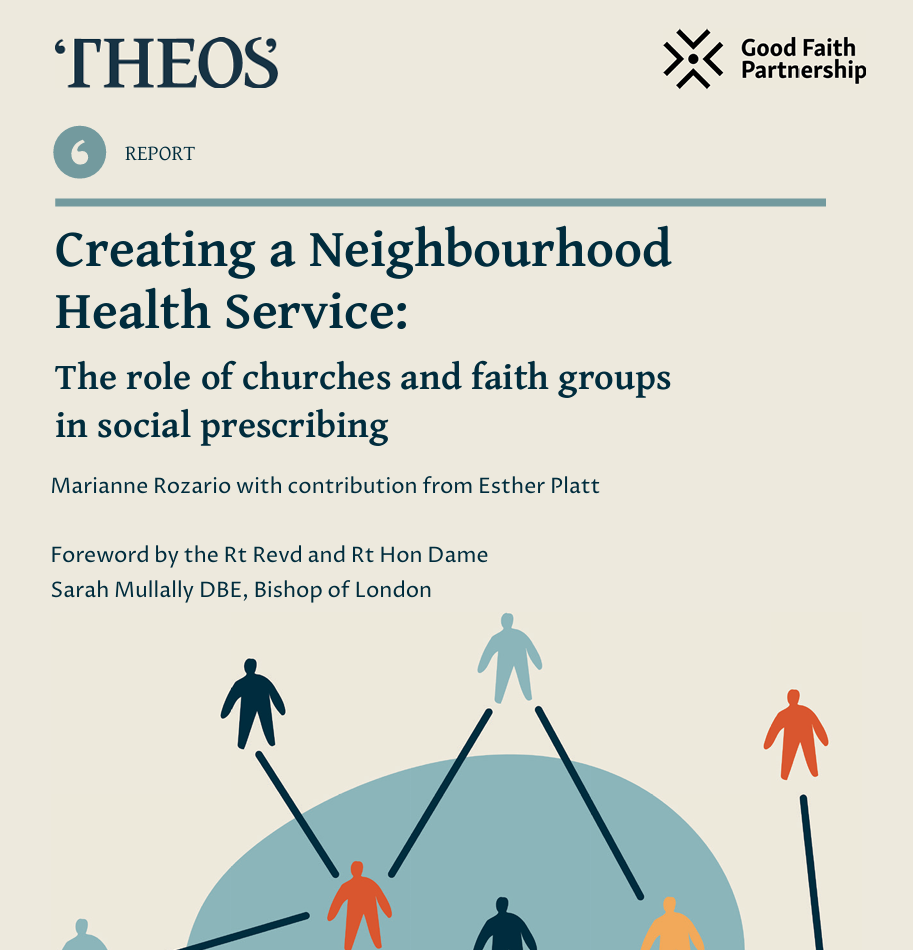 ‘THEOS’
Good Faith
Partnership
REPORT
Creating a Neighbourhood
Health Service:
The role of churches and faith groups
in social prescribing
Marianne Rozario with contribution from Esther Platt
Foreword by the Rt Revd and Rt Hon Dame
Sarah Mullally DBE, Bishop of London